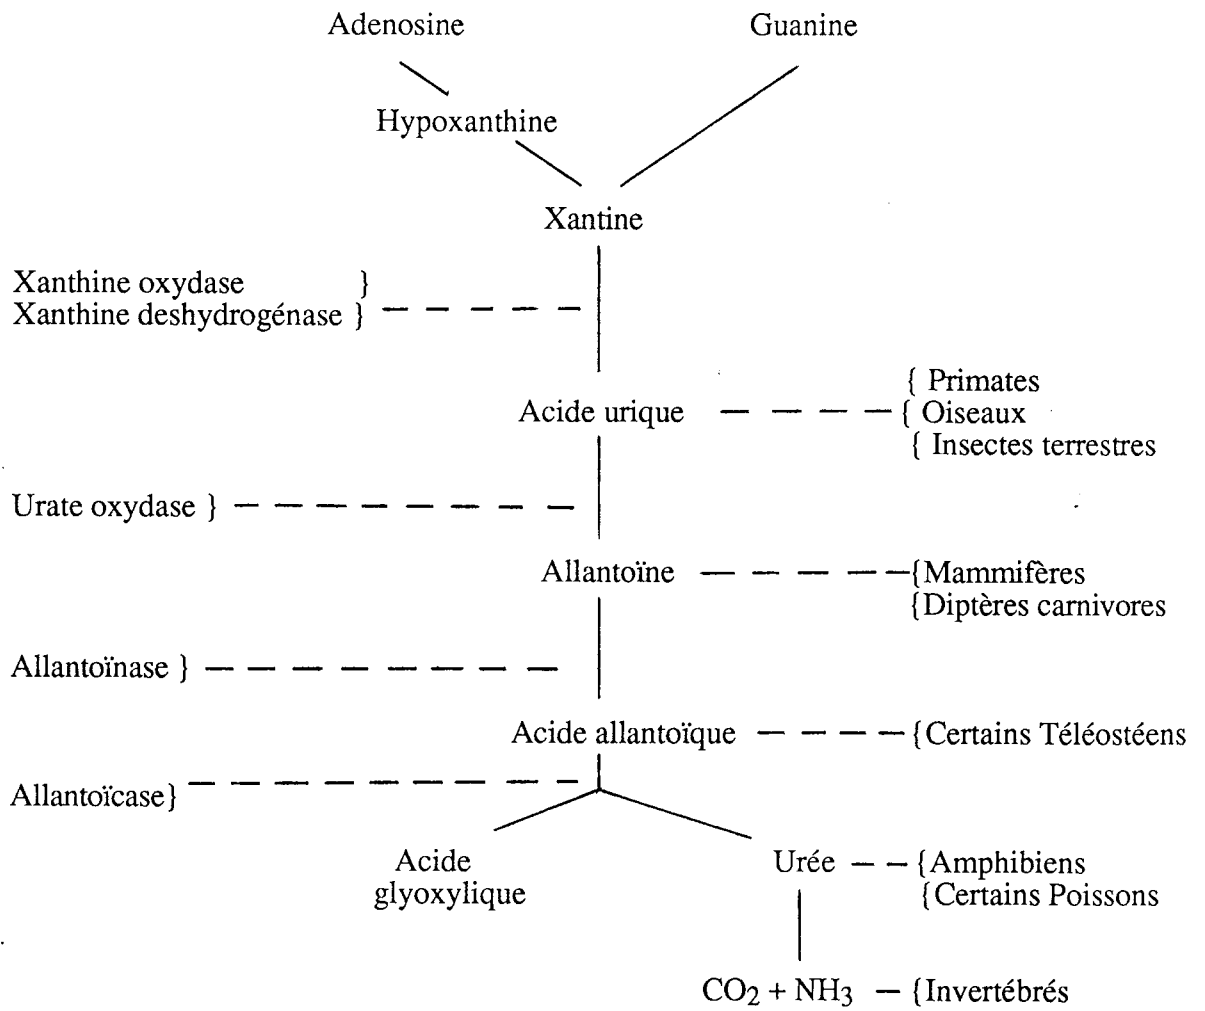 Adenosine Guanine
Hypoxanthine
Xantine
Xanthine oxydase }
Xanthine deshydrogénase }
{ Primates
Acide urique { Oiseaux
{ Insectes terrestres
Urate oxydase }
Allantoïne {Mammifères
{Diptères carnivores
Allantoïnase }
Acide allantoïque {Certains Téléostéens
Allantoïcase}
Acide Urée {Amphibiens
glyoxylique {Certains Poissons
CO2 + NH3 {Invertébrés